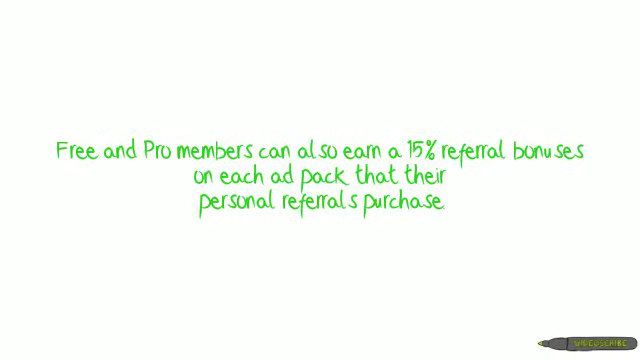 Free and Pro members can also earn a 15% referral bonuses
on each ad pack that their
personal referrals purchase.
VIDEOSCRIBE